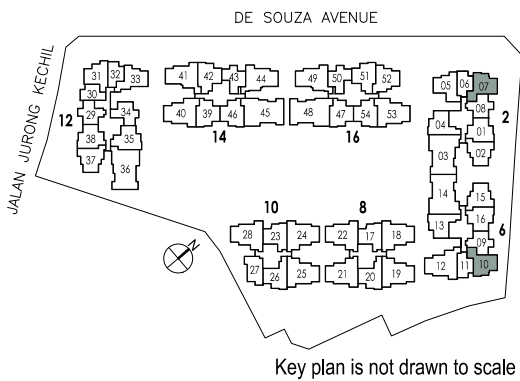 DE SOUZA AVENUE
JALAN JURONG KECHIL
31 32 33 41 42 43 44 49 50 51 52 05 06 07
30 08
12 29 34 40 39 46 45 48 47 54 53 04 01 2
38 35 14 16 03 02
37 36
14 15
10 8 13 16 6
28 23 24 22 17 18 09
N
27 26 25 21 20 19 12 11 10
Key plan is not drawn to scale